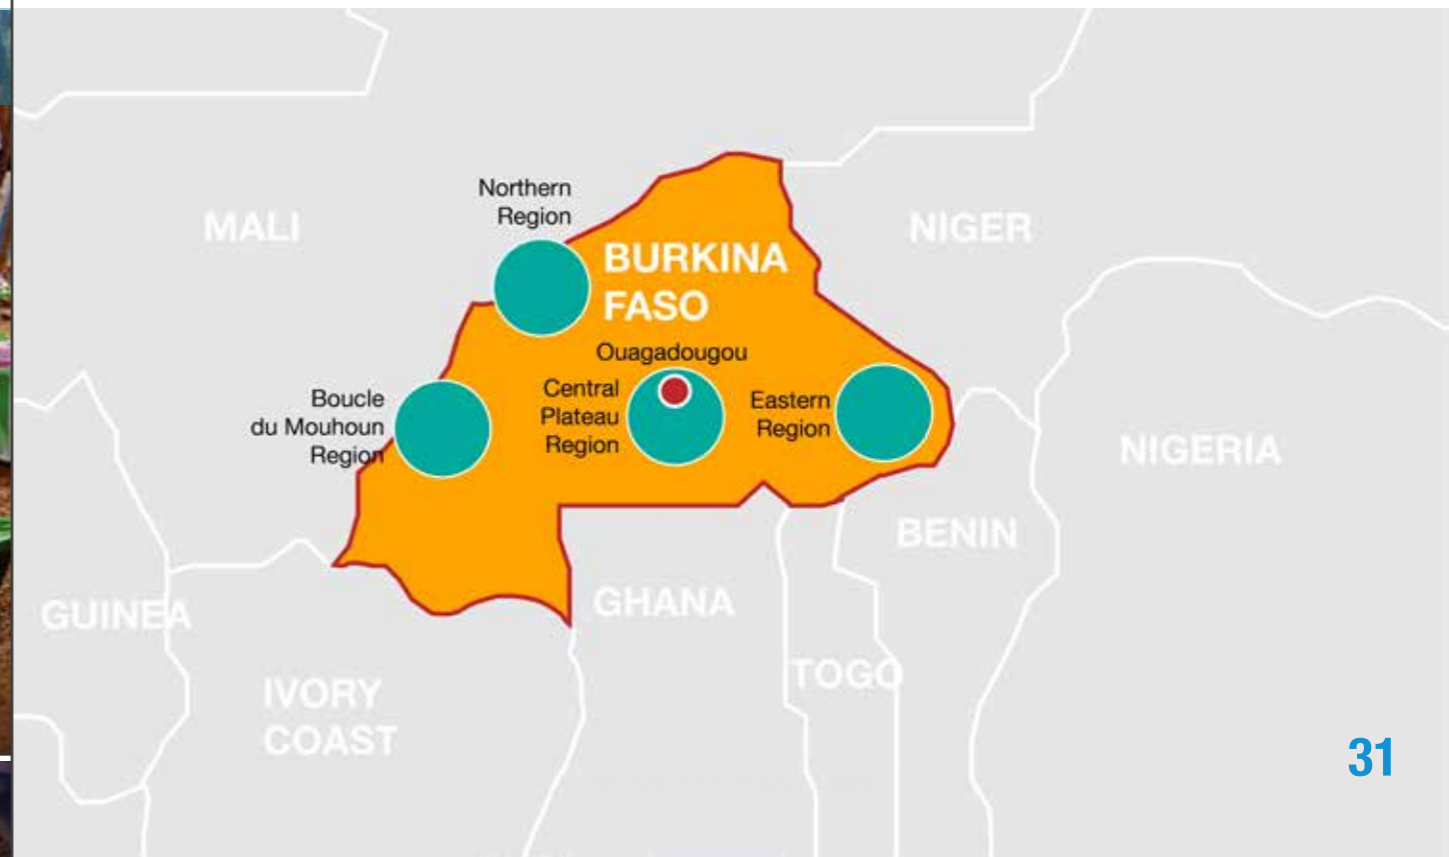 Northern
Region
MALI
NIGER
BURKINA
FASO
Ouagadougou
Boucle
du Mouhoun
Region
Central
Plateau
Region
Eastern
Region
NIGERIA
BENIN
GUINEA
GHANA
TOGO
IVORY
COAST
31